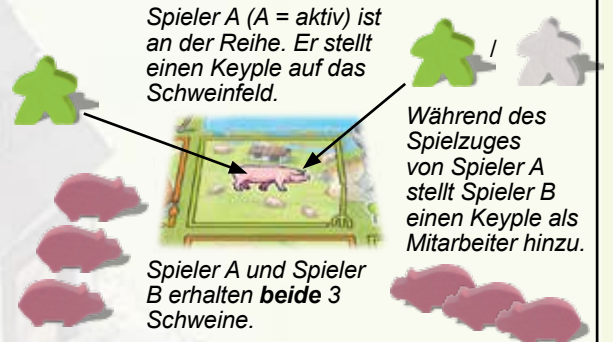 Spieler A (A = aktiv) ist
an der Reihe. Er stellt
einen Keyple auf das
Schweinfeld.
/
Während des
Spielzuges
von Spieler A
stellt Spieler B
einen Keyple als
Mitarbeiter hinzu.
Spieler A und Spieler
B erhalten beide 3
Schweine.